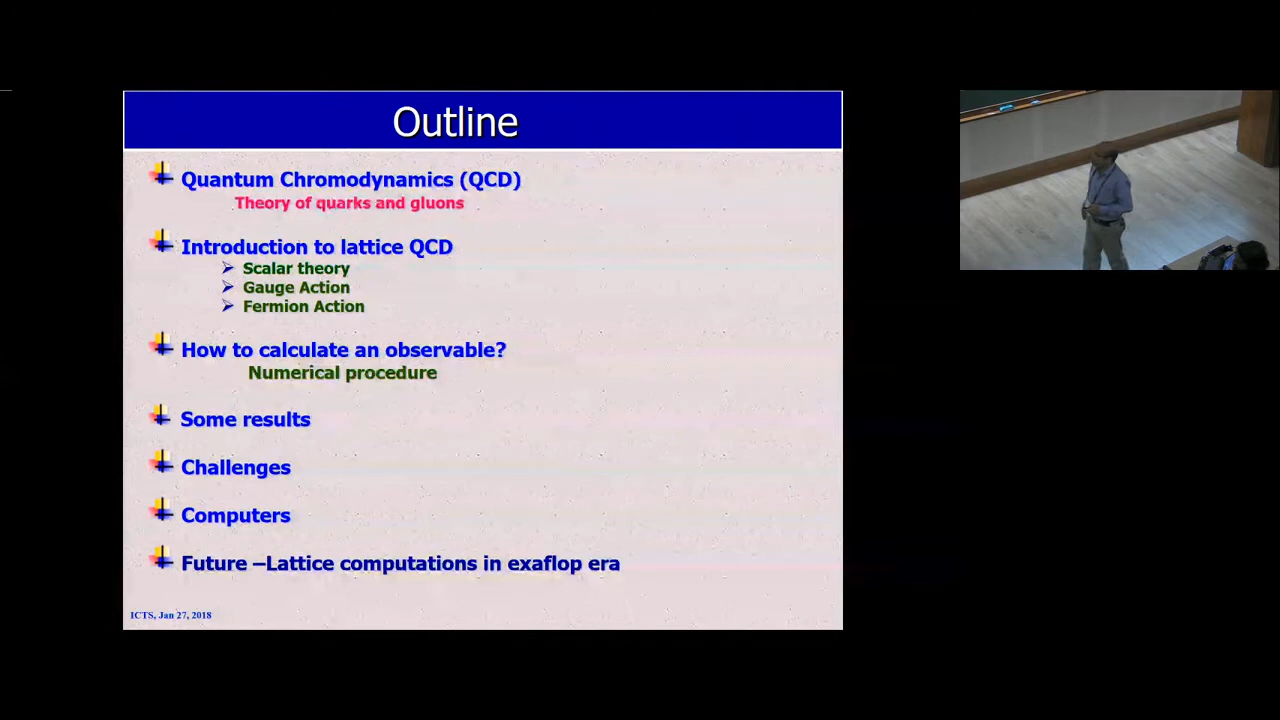 Outline
Quantum Chromodynamics (QCD)
Theory of quarks and gluons
Introduction to lattice QCD
Scalar theory
Gauge Action
Fermion Action
How to calculate an observable?
Numerical procedure
Some results
Challenges
Computers
Future –Lattice computations in exaflop era
ICTS, Jan 27, 2018